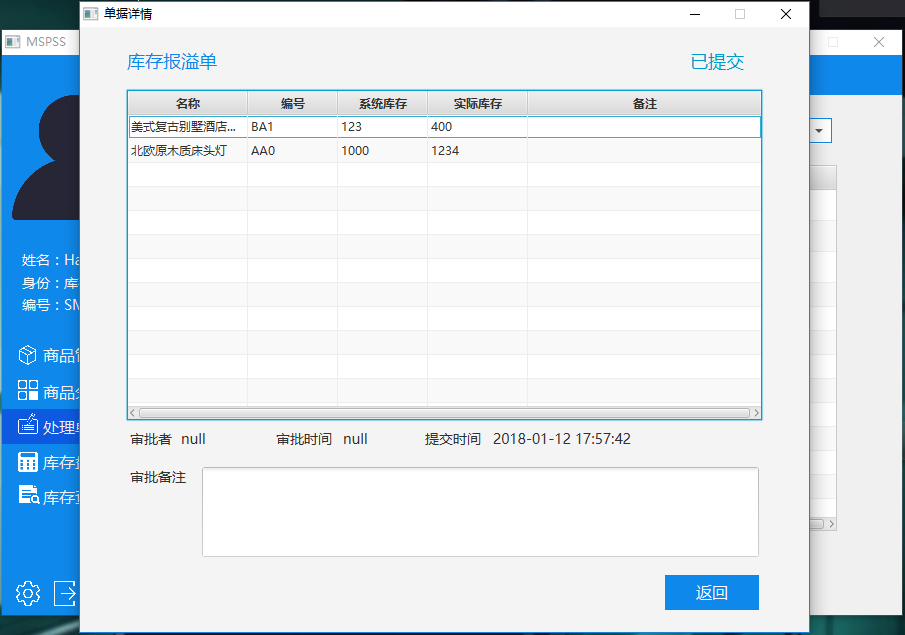 单据详情
MSPSS
库存报溢单
已提交
名称 编号 系统库存 实际库存 备注
美式复古别墅酒店... BA1 123 400
北欧原木质床头灯 AA0 1000 1234
审批者 null 审批时间 null 提交时间 2018-01-12 17:57:42
审批备注
返回
姓名：Ha
身份：库
编号：SM
商品
商品
处理
库存
库存